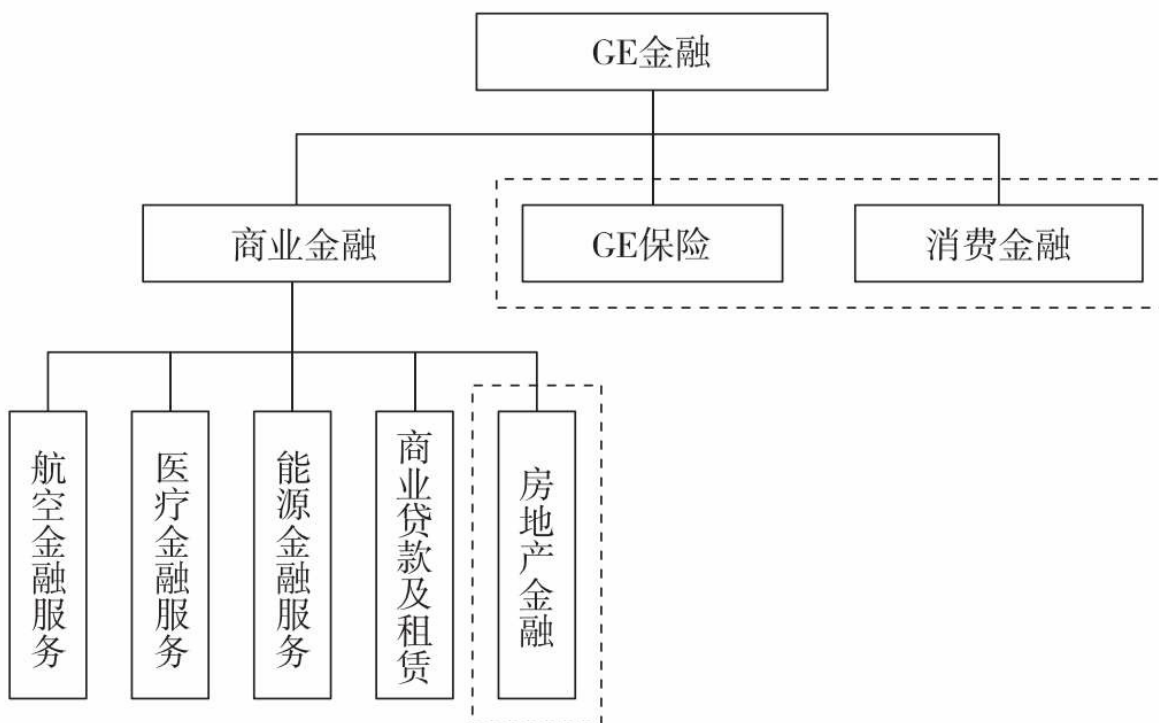 GE金融
商业金融
GE保险
消费金融
航空金融服务
医疗金融服务
能源金融服务
商业贷款及租赁
房地产金融